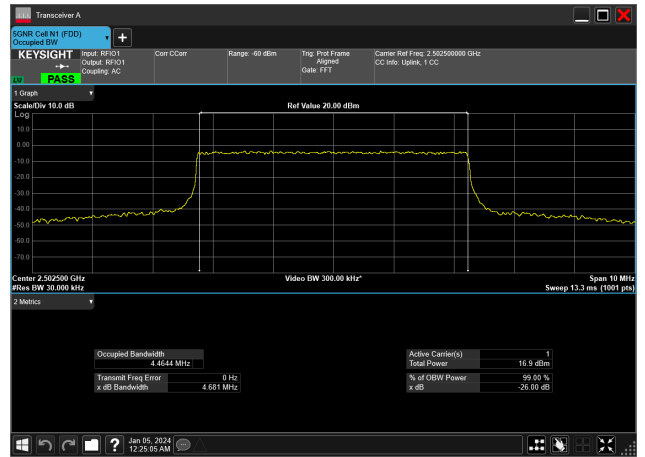 Transceiver A
5GNR Cell N1 (FDD)
Occupied BW
KEYSIGHT
LV PASS
Input: RFIO1
Output: RFIO1
Coupling: AC
Corr CCorr
Range: -60 dBm
Trig: Prot Frame
Aligned
Gate: FFT
Carrier Ref Freq: 2.502500000 GHz
CC Info: Uplink, 1 CC
1 Graph
Scale/Div 10.0 dB
Ref Value 20.00 dBm
Log
10.0
0.00
-10.0
-20.0
-30.0
-40.0
-50.0
-60.0
-70.0
Center 2.502500 GHz
Video BW 300.00 kHz*
Span 10 MHz
#Res BW 30.000 kHz
Sweep 13.3 ms (1001 pts)
2 Metrics
Occupied Bandwidth
4.4644 MHz
Active Carrier(s) 1
Total Power 16.9 dBm
Transmit Freq Error 0 Hz
x dB Bandwidth 4.681 MHz
% of OBW Power 99.00 %
x dB -26.00 dB
Jan 05, 2024
12:25:05 AM